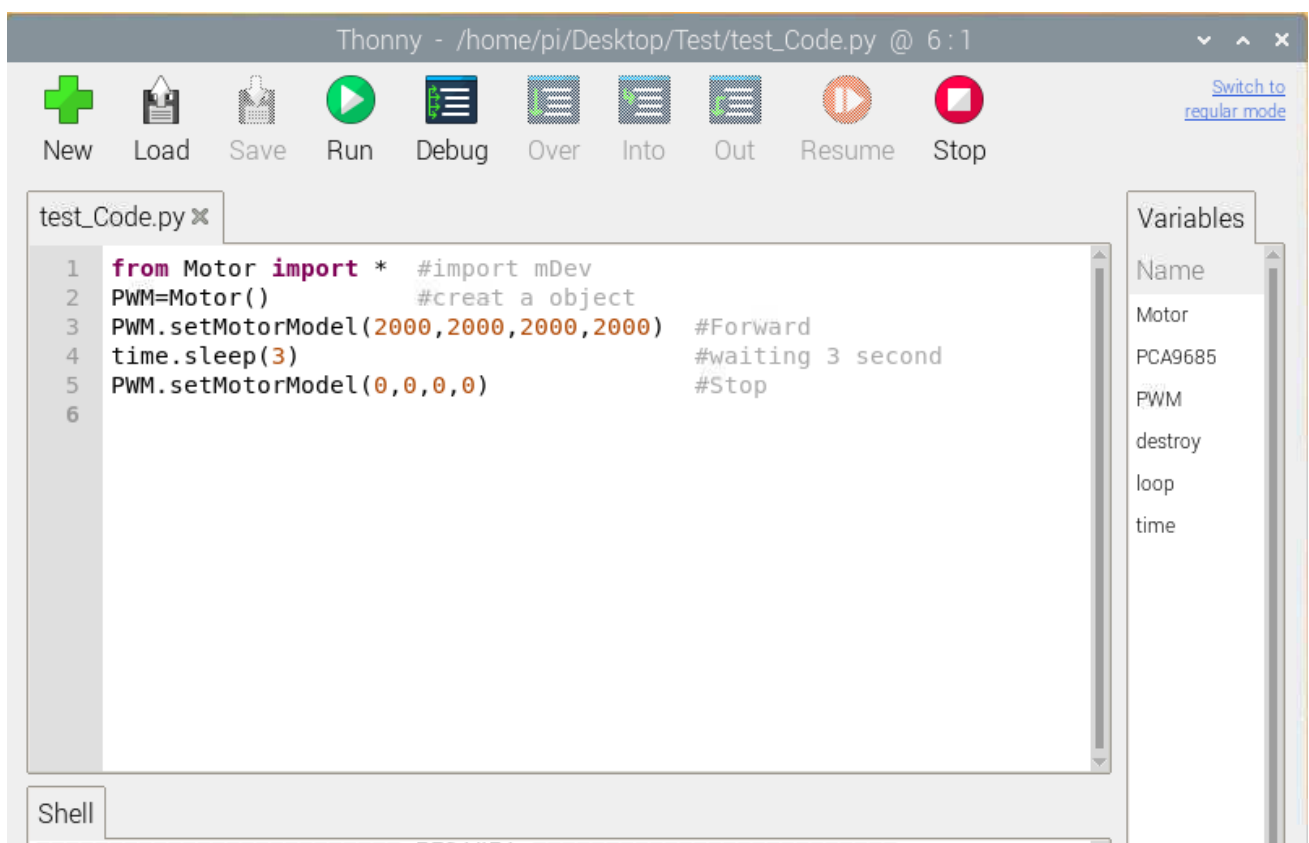 Thonny - /home/pi/Desktop/Test/test_Code.py @ 6 : 1
New Load Save Run Debug Over Into Out Resume Stop
Switch to
regular mode
test_Code.py
1 from Motor import *  #import mDev
2 PWM=Motor()          #creat a object
3 PWM.setMotorModel(2000,2000,2000,2000)  #Forward
4 time.sleep(3)                          #waiting 3 second
5 PWM.setMotorModel(0,0,0,0)              #Stop
6
Variables
Name
Motor
PCA9685
PWM
destroy
loop
time
Shell